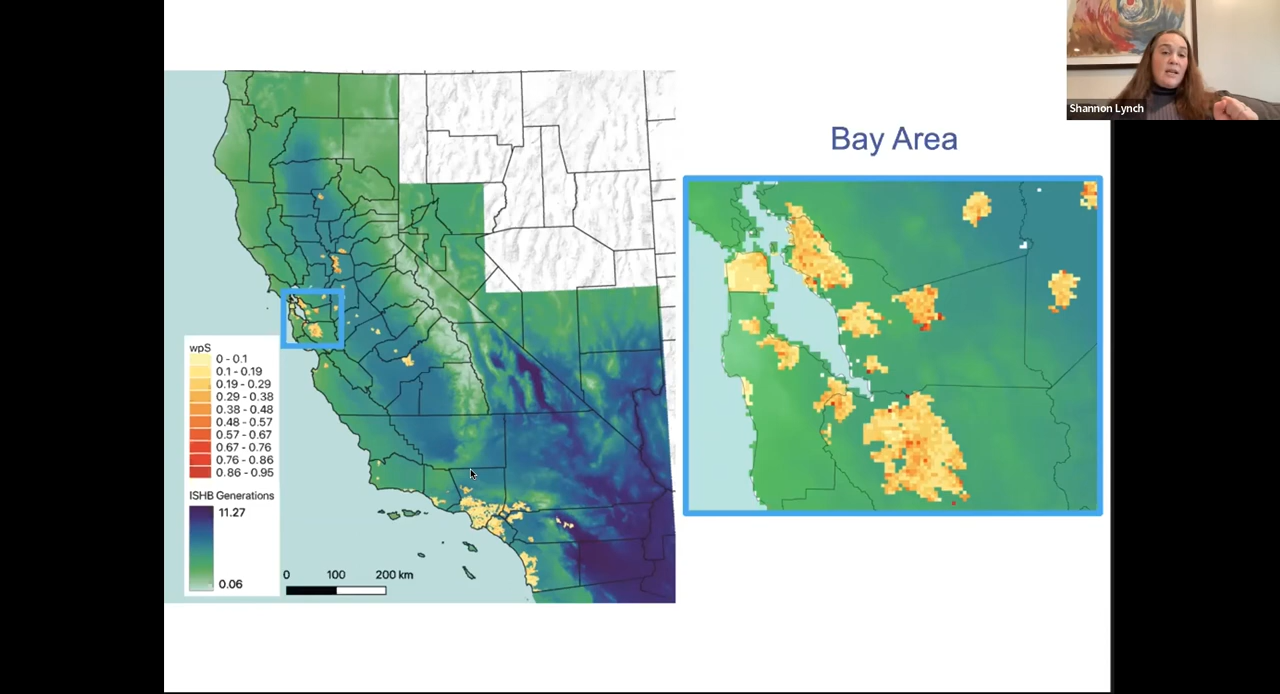 Shannon Lynch
Bay Area
wpS
0 - 0.1
0.1 - 0.19
0.19 - 0.29
0.29 - 0.38
0.38 - 0.48
0.48 - 0.57
0.57 - 0.67
0.67 - 0.76
0.76 - 0.86
0.86 - 0.95
ISHB Generations
11.27
0.06
0 100 200 km